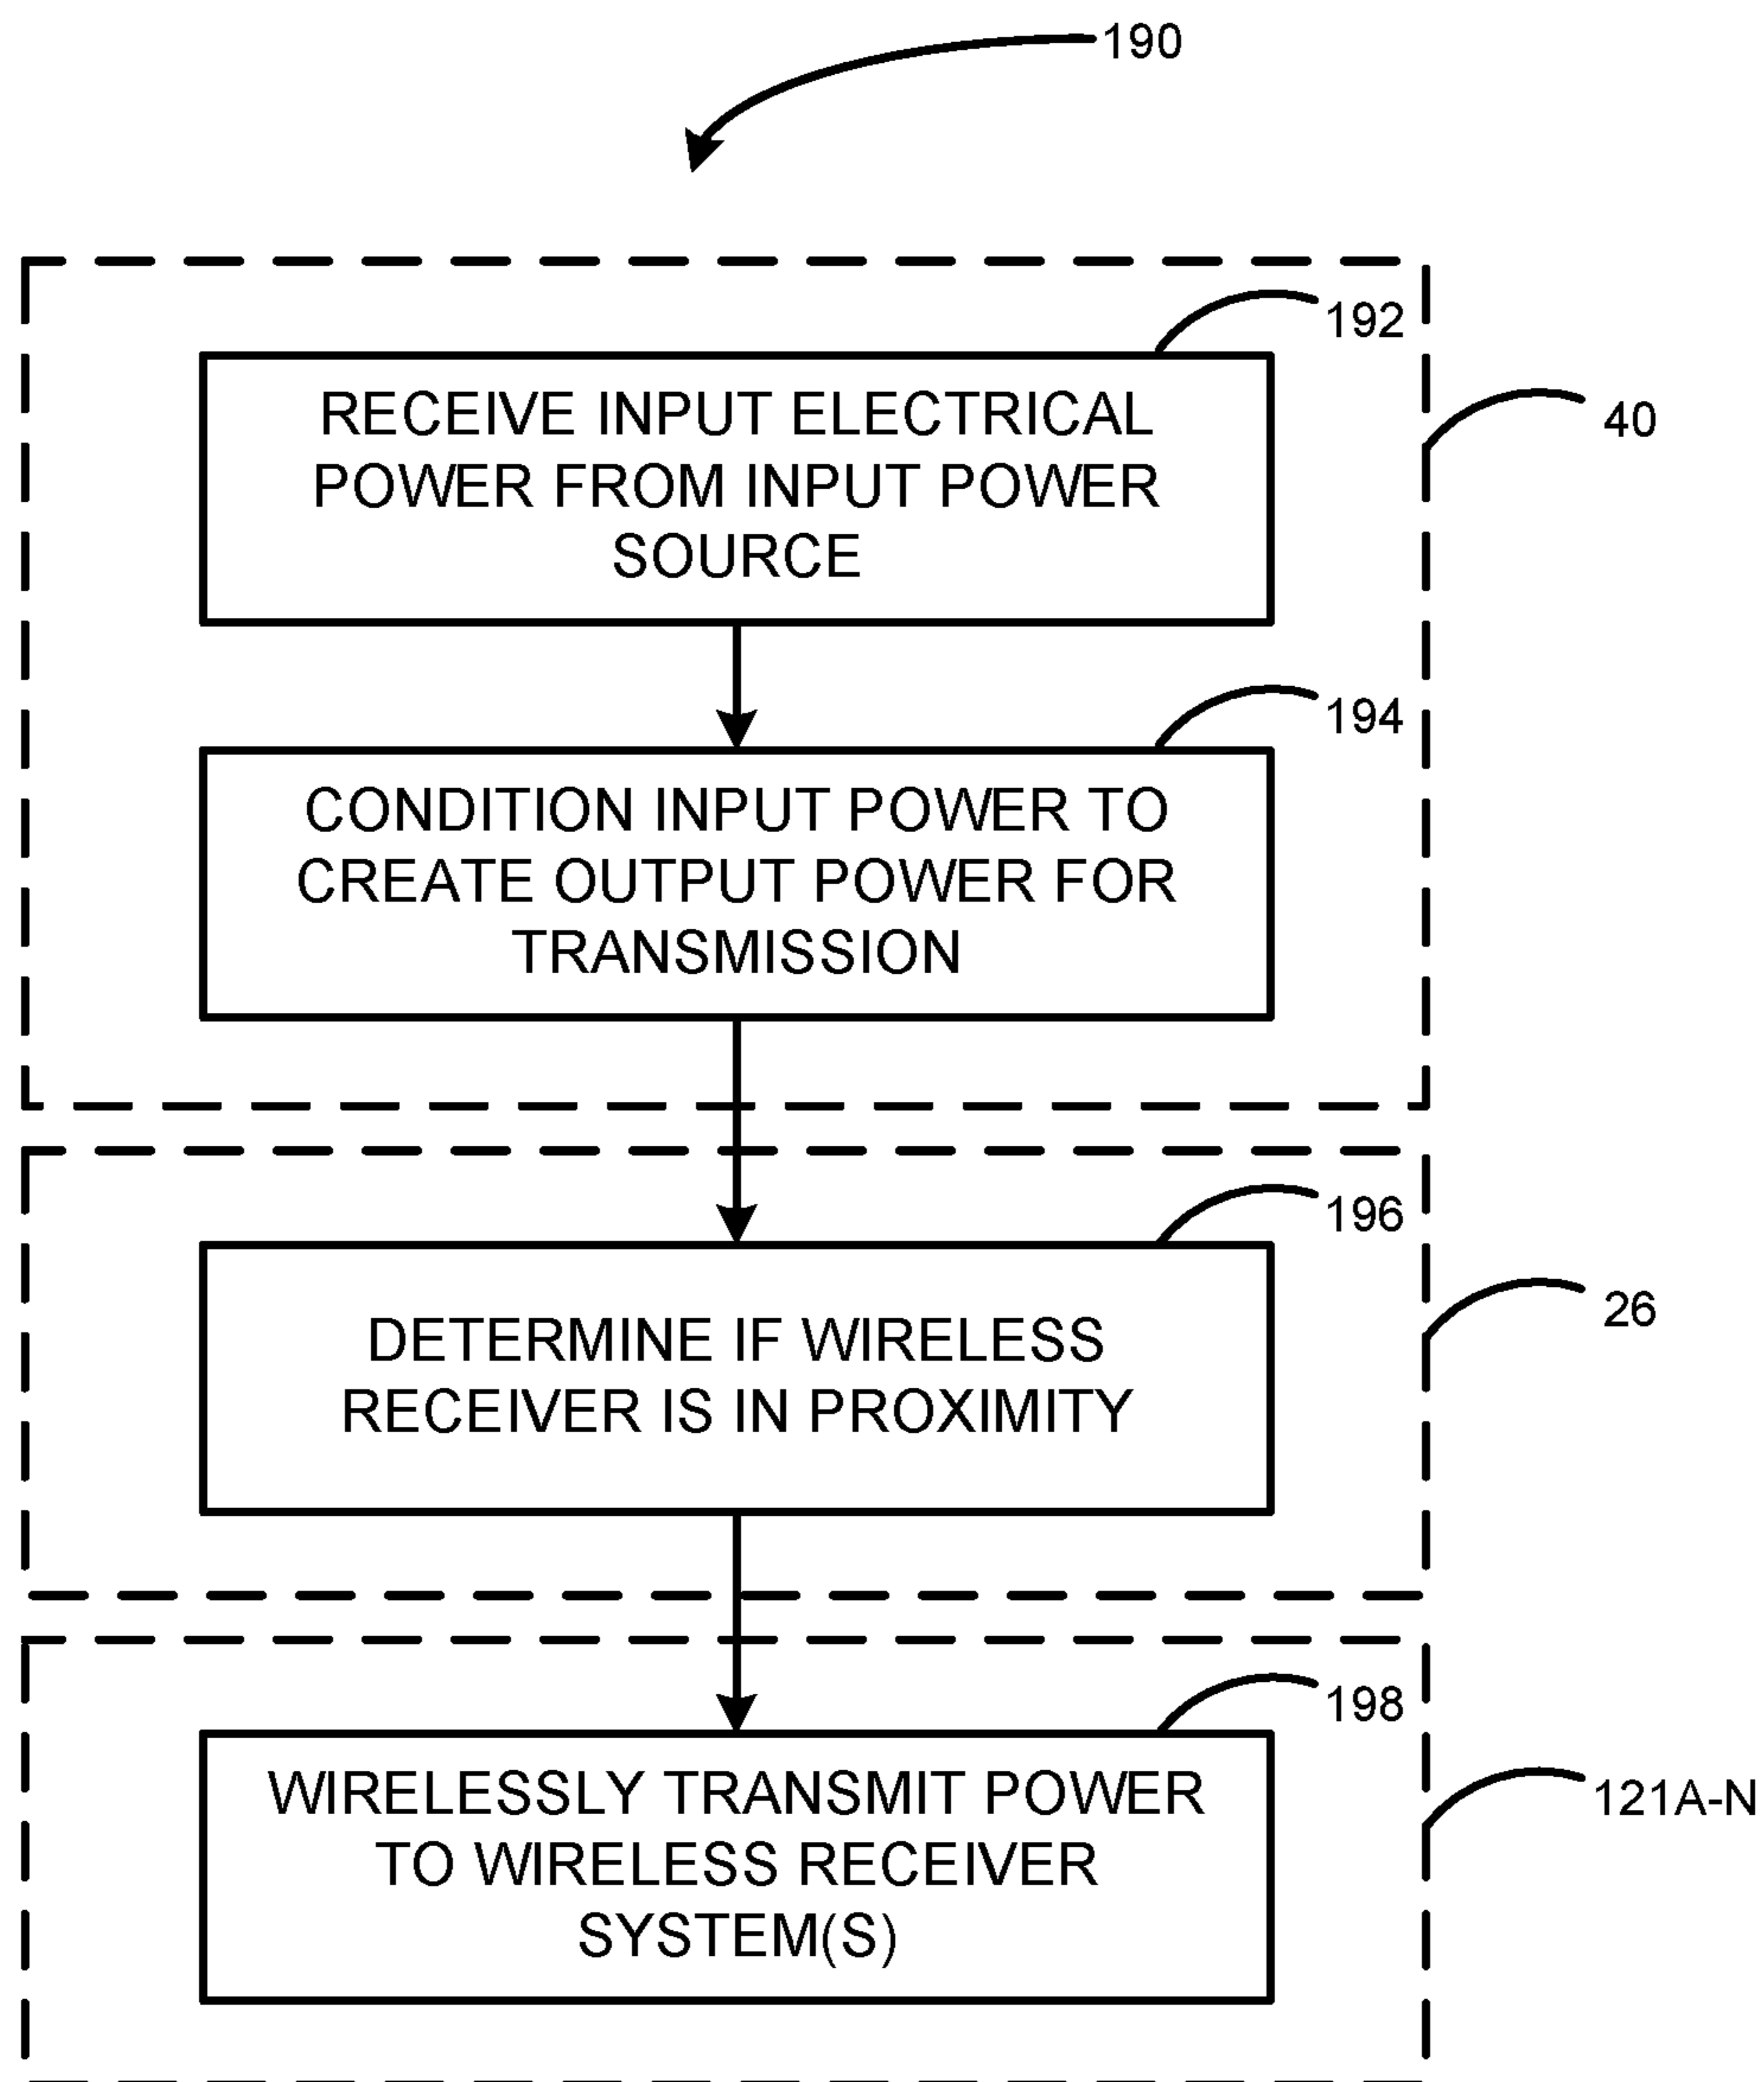 190
192
RECEIVE INPUT ELECTRICAL
POWER FROM INPUT POWER
SOURCE
40
194
CONDITION INPUT POWER TO
CREATE OUTPUT POWER FOR
TRANSMISSION
196
DETERMINE IF WIRELESS
RECEIVER IS IN PROXIMITY
26
198
WIRELESSLY TRANSMIT POWER
TO WIRELESS RECEIVER
SYSTEM(S)
121A-N